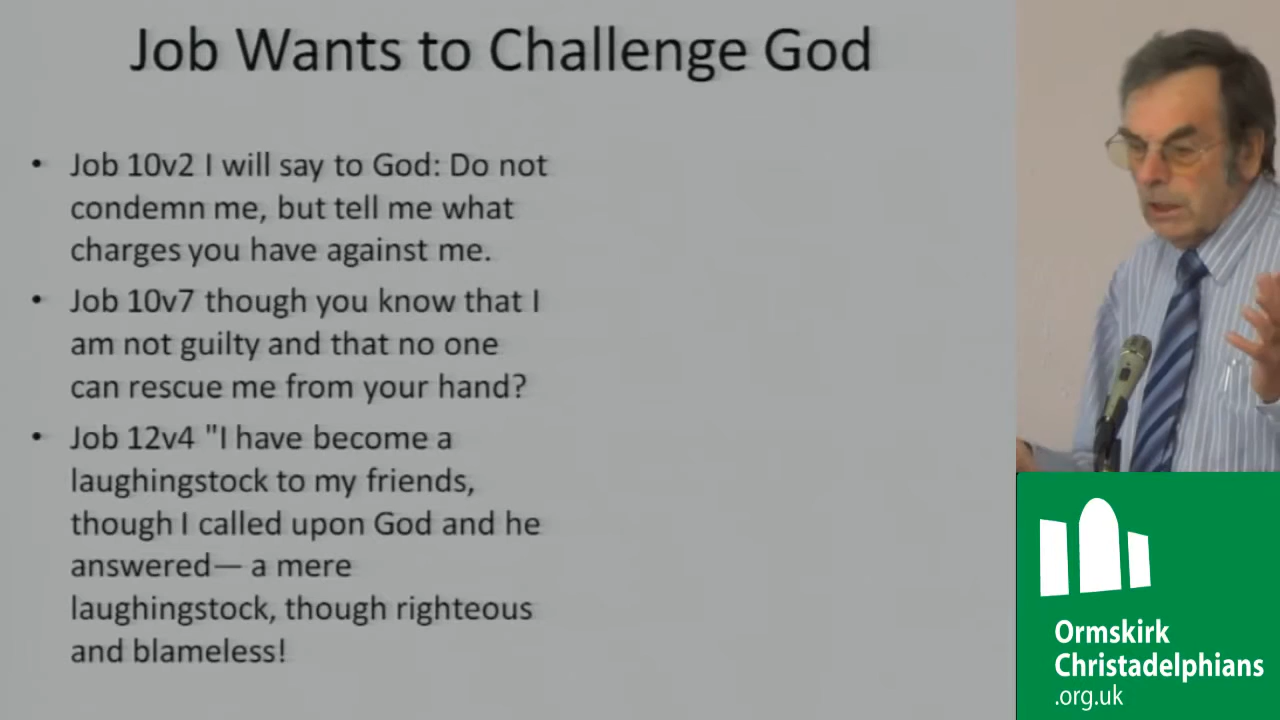 Job Wants to Challenge God
• Job 10v2 I will say to God: Do not
condemn me, but tell me what
charges you have against me.
• Job 10v7 though you know that I
am not guilty and that no one
can rescue me from your hand?
• Job 12v4 "I have become a
laughingstock to my friends,
though I called upon God and he
answered— a mere
laughingstock, though righteous
and blameless!
Ormskirk
Christadelphians
.org.uk